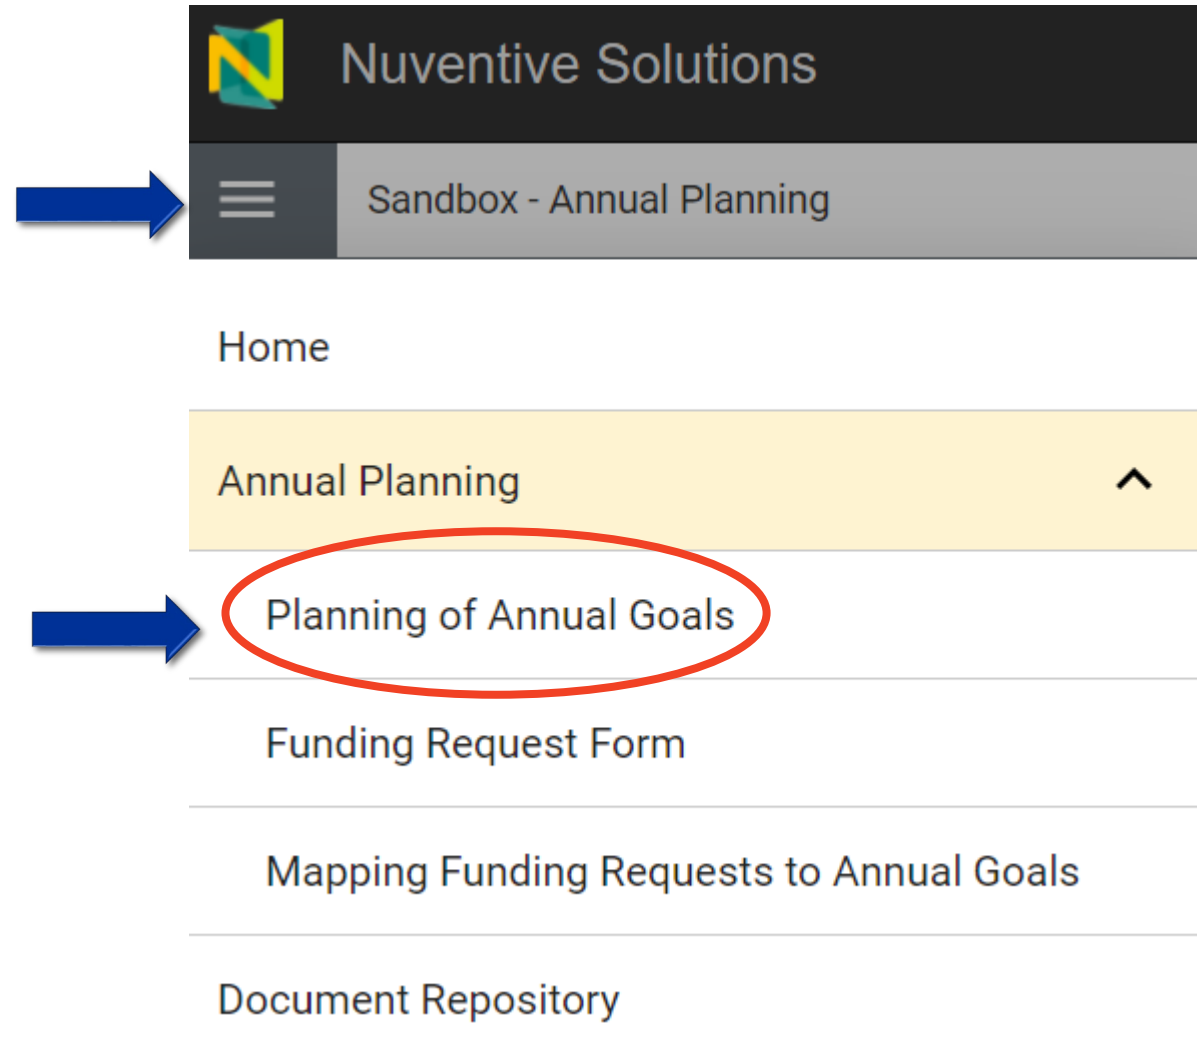 Nuventive Solutions
Sandbox - Annual Planning
Home
Annual Planning
Planning of Annual Goals
Funding Request Form
Mapping Funding Requests to Annual Goals
Document Repository